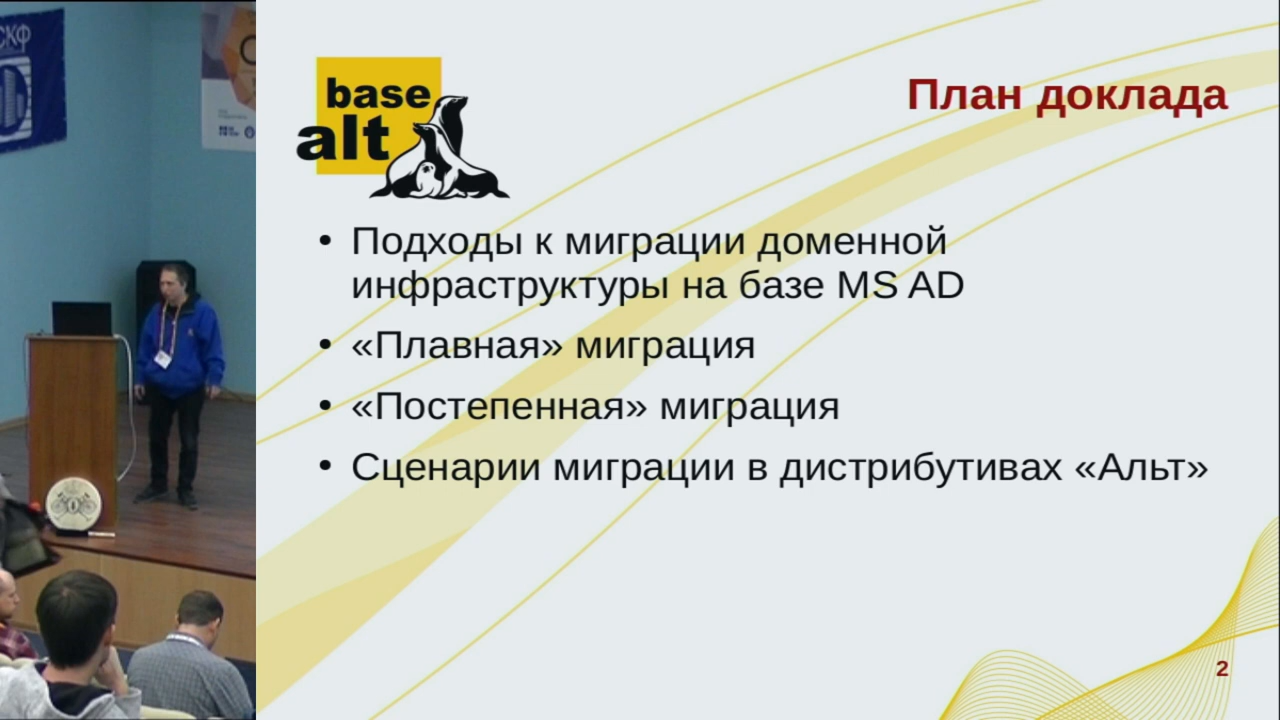 СКФ
base
alt
План доклада
• Подходы к миграции доменной
инфраструктуры на базе MS AD
• «Плавная» миграция
• «Постепенная» миграция
• Сценарии миграции в дистрибутивах «Альт»
2